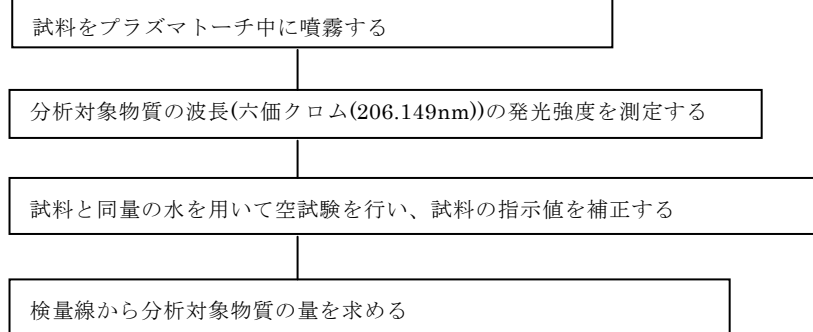 試料をプラズマトーチ中に噴霧する
分析対象物質の波長(六価クロム(206.149nm))の発光強度を測定する
試料と同量の水を用いて空試験を行い、試料の指示値を補正する
検量線から分析対象物質の量を求める